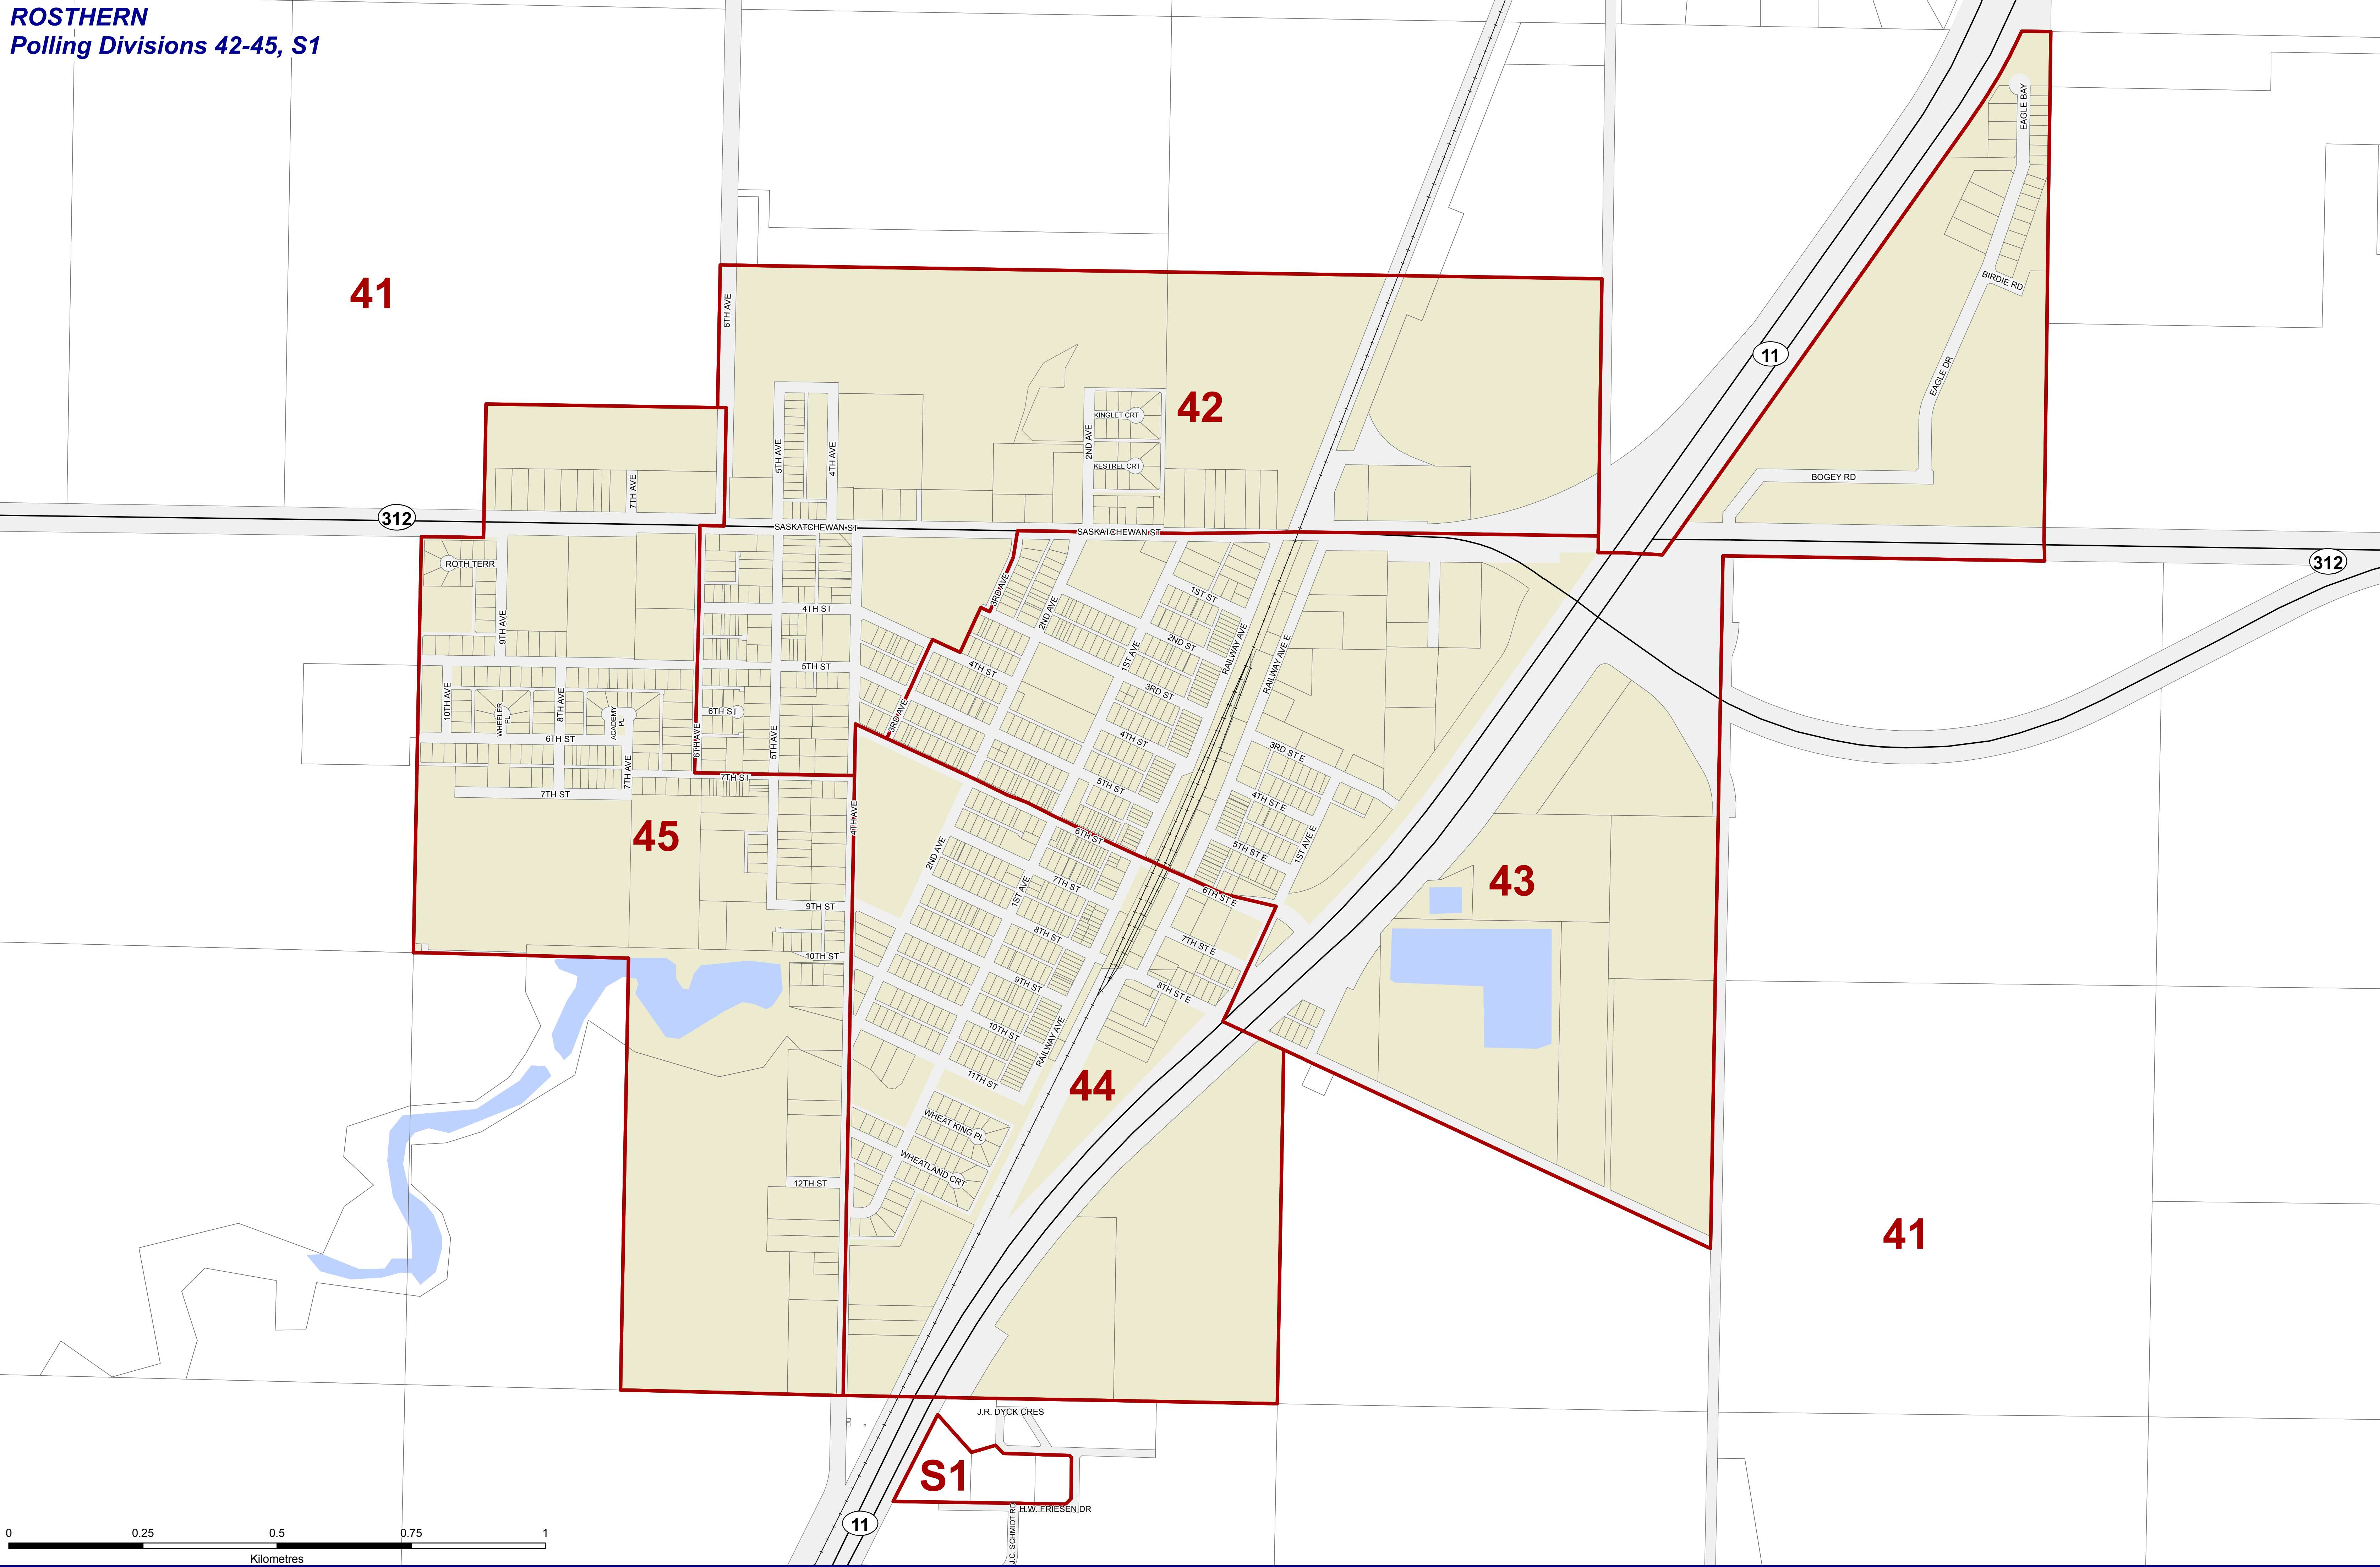 ROSTHERN
Polling Divisions 42-45, S1
EAGLE BAY
BIRDIE RD
41
6TH AVE
11
EAGLE DR
42
KINGLET CRT
2ND AVE
5TH AVE
4TH AVE
KESTREL CRT
BOGEY RD
7TH AVE
312
SASKATCHEWAN ST
SASKATCHEWAN ST
312
ROTH TERR
3RD AVE
1ST ST
4TH ST
2ND AVE
9TH AVE
2ND ST
RAILWAY AVE
1ST AVE
RAILWAY AVE E
5TH ST
4TH ST
3RD ST
10TH AVE
8TH AVE
WHEELER
PL
ACADEMY
PL
6TH ST
3RD AVE
6TH ST
6TH AVE
5TH AVE
4TH ST
3RD ST E
7TH AVE
7TH ST
5TH ST
7TH ST
4TH ST E
45
4TH AVE
6TH ST
1ST AVE E
2ND AVE
5TH ST E
43
7TH ST
1ST AVE
6TH ST E
9TH ST
8TH ST
7TH ST E
10TH ST
9TH ST
8TH ST E
10TH ST
RAILWAY AVE
11TH ST
44
WHEAT KING PL
WHEATLAND CRT
12TH ST
41
J.R. DYCK CRES
S1
H.W. FRIESEN DR
J.C. SCHMIDT RD
11
0 0.25 0.5 0.75 1
Kilometres